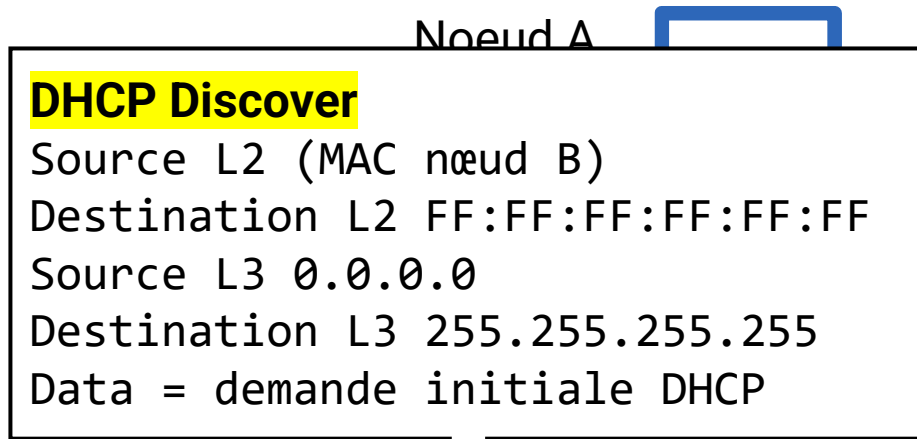 Noeud A
DHCP Discover
Source L2 (MAC nœud B)
Destination L2 FF:FF:FF:FF:FF:FF
Source L3 0.0.0.0
Destination L3 255.255.255.255
Data = demande initiale DHCP